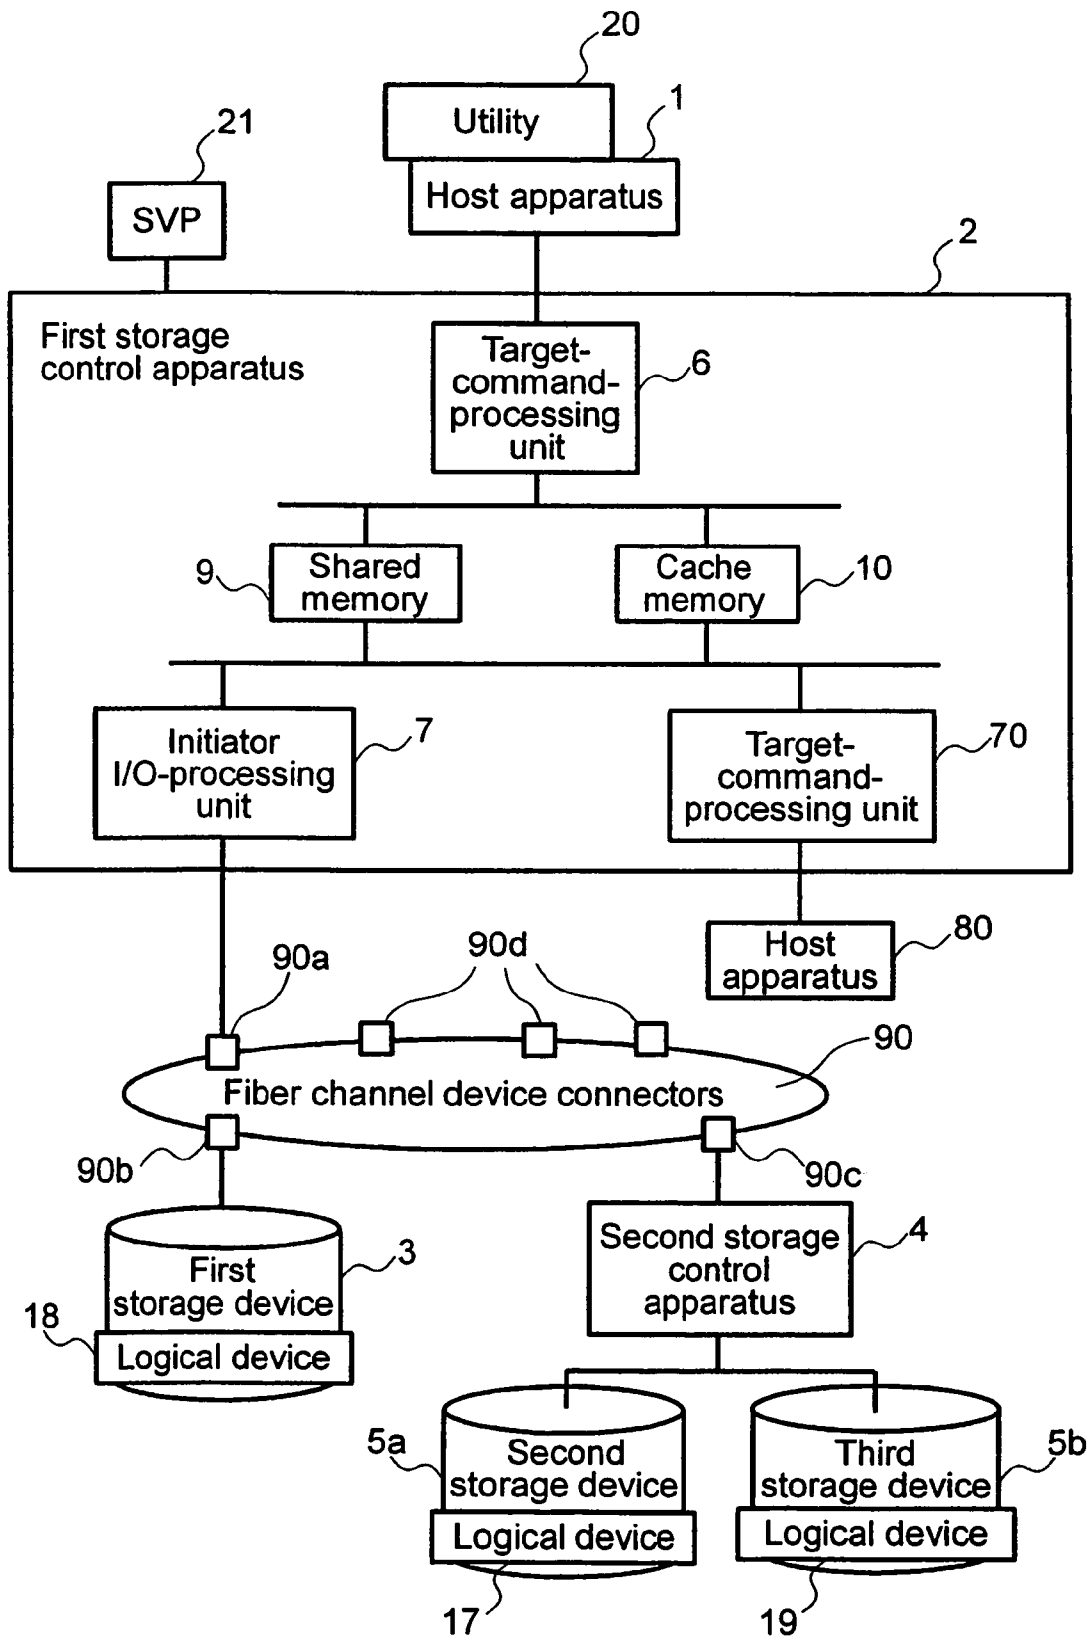 20
Utility
1
21
Host apparatus
SVP
2
First storage
control apparatus
Target-
command-
processing
unit
6
9
Shared
memory
Cache
memory
10
Initiator
I/O-processing
unit
7
Target-
command-
processing unit
70
90a
90d
Host
apparatus
80
90
Fiber channel device connectors
90b
90c
First
storage device
3
18
Logical device
Second storage
control
apparatus
4
5a
Second
storage device
Logical device
17
Third
storage device
5b
Logical device
19